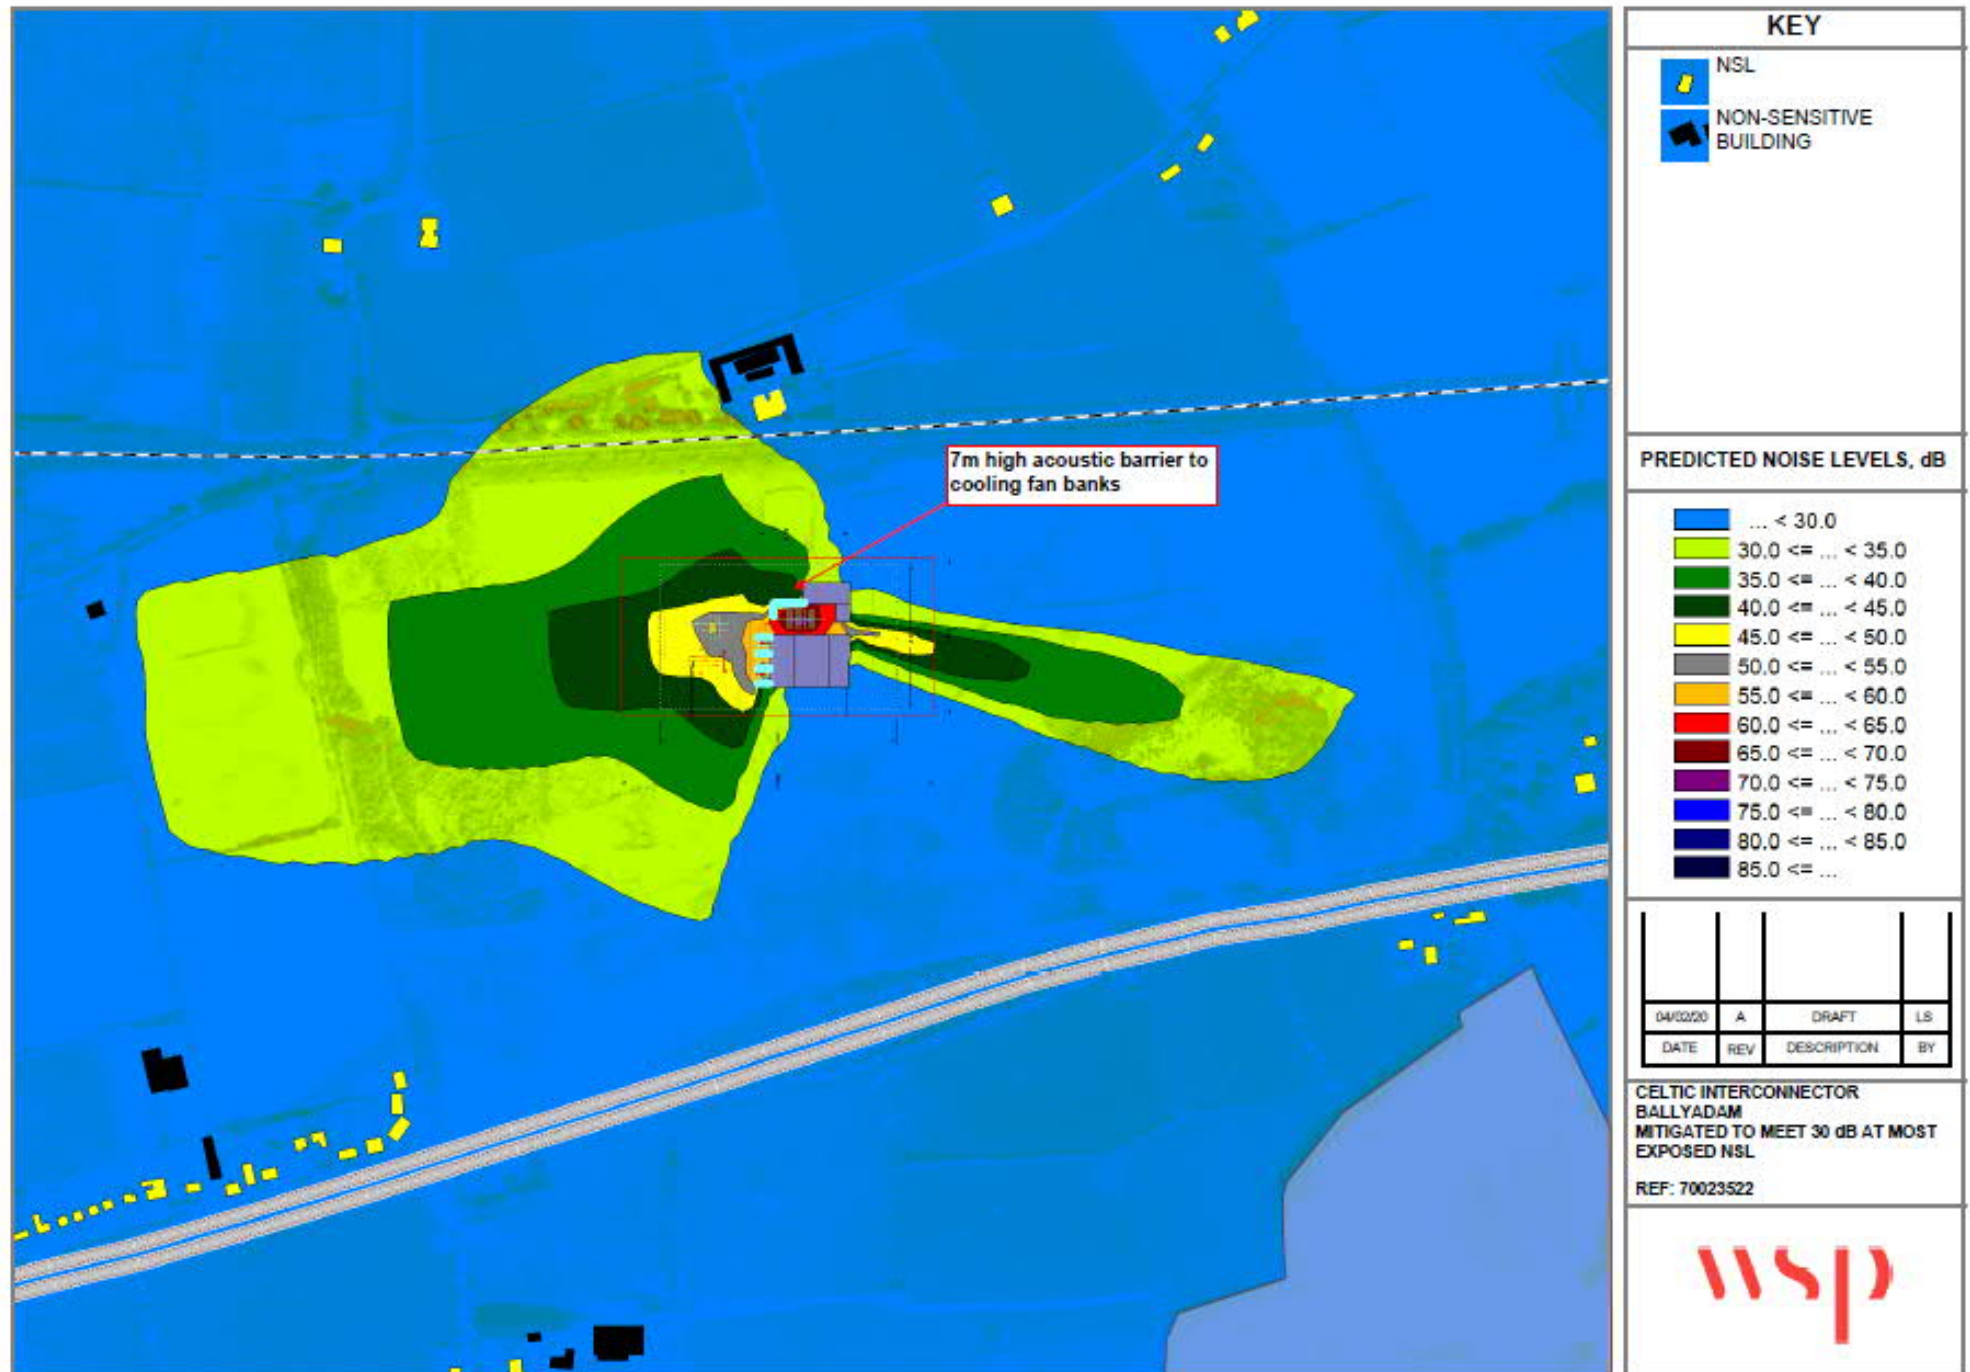 7m high acoustic barrier to
cooling fan banks
KEY
NSL
NON-SENSITIVE
BUILDING
PREDICTED NOISE LEVELS, dB
... < 30.0
30.0 <= ... < 35.0
35.0 <= ... < 40.0
40.0 <= ... < 45.0
45.0 <= ... < 50.0
50.0 <= ... < 55.0
55.0 <= ... < 60.0
60.0 <= ... < 65.0
65.0 <= ... < 70.0
70.0 <= ... < 75.0
75.0 <= ... < 80.0
80.0 <= ... < 85.0
85.0 <= ...
04/02/20 A DRAFT LS
DATE REV DESCRIPTION BY
CELTIC INTERCONNECTOR
BALLYADAM
MITIGATED TO MEET 30 dB AT MOST
EXPOSED NSL
REF: 70023522
wsp